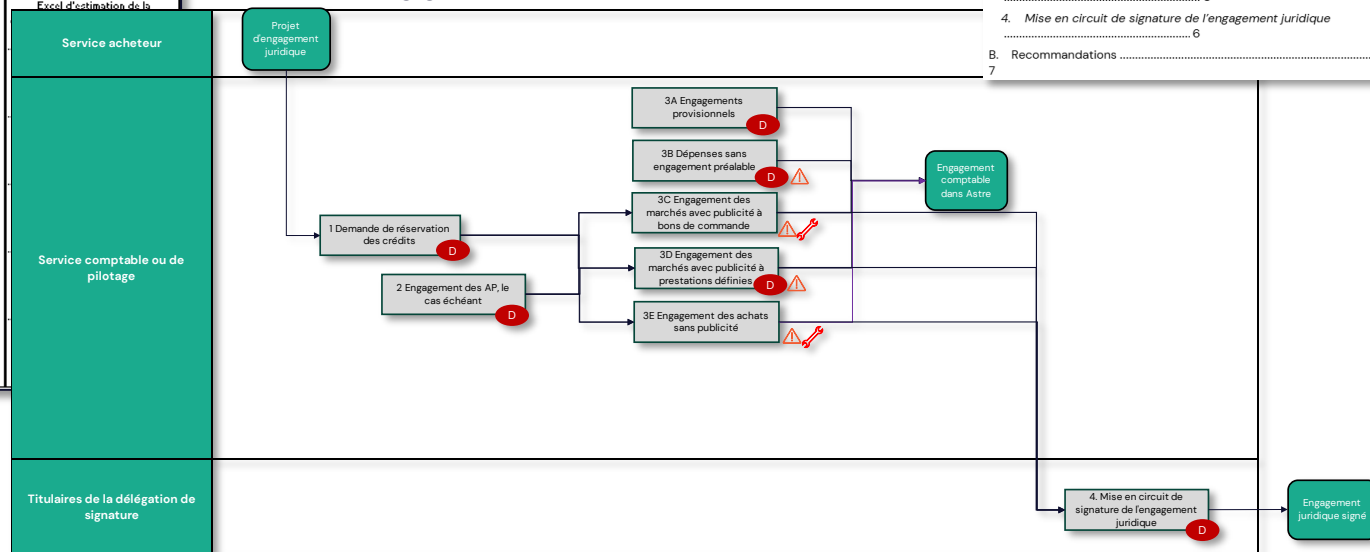 Excel d'estimation de la
4. Mise en circuit de signature de l'engagement juridique
6
B. Recommandations
7
Service acheteur
Projet
d'engagement
juridique
Service comptable ou de
pilotage
3A Engagements
provisionnels
D
3B Dépenses sans
engagement préalable
D
3C Engagement des
marchés avec publicité à
bons de commande
3D Engagement des
marchés avec publicité à
prestations définies
D
3E Engagement des achats
sans publicité
1 Demande de réservation
des crédits
D
2 Engagement des AP, le
cas échéant
D
Engagement
comptable
dans Astre
Titulaires de la délégation de
signature
4. Mise en circuit de
signature de l'engagement
juridique
D
Engagement
juridique signé